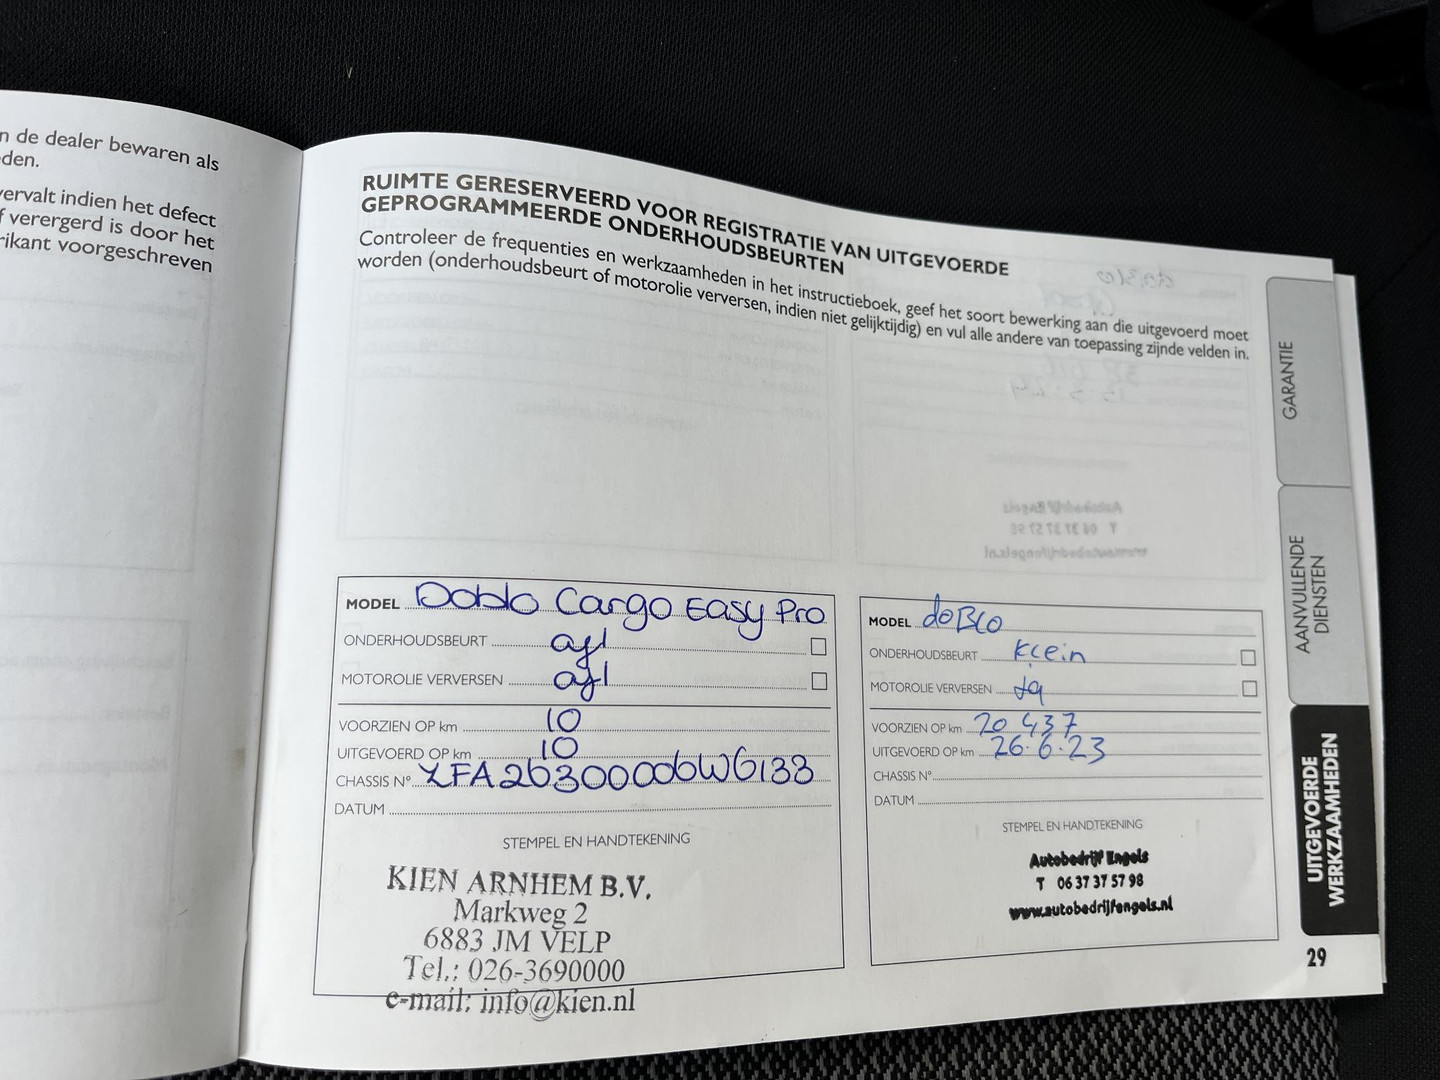 n de dealer bewaren als
den.
vervalt indien het defect
f verergerd is door het
rikant voorgeschreven
RUIMTE GERESERVEERD VOOR REGISTRATIE VAN UITGEVOERDE
GEPROGRAMMEERDE ONDERHOUDSBEURTEN
Controleer de frequenties en werkzaamheden in het instructieboek, geef het soort bewerking aan die uitgevoerd moet
worden (onderhoudsbeurt of motorolie verversen, indien niet gelijktijdig) en vul alle andere van toepassing zijnde velden in.
MODEL Doblo Cargo Easy Pro
ONDERHOUDSBEURT afl
MOTOROLIE VERVERSEN afl
VOORZIEN OP km 10
UITGEVOERD OP km 10
CHASSIS N° ZFA26300006W6133
DATUM
STEMPEL EN HANDTEKENING
KIEN ARNHEM B.V.
Markweg 2
6883 JM VELP
Tel.: 026-3690000
e-mail: info@kien.nl
MODEL doBLO
ONDERHOUDSBEURT Klein
MOTOROLIE VERVERSEN Ja
VOORZIEN OP km 20 437
UITGEVOERD OP km 26.6.23
CHASSIS N°
DATUM
STEMPEL EN HANDTEKENING
Autobedrijf Engels
T 06 37 37 57 98
www.autobedrijfengels.nl
GARANTIE
AANVULLENDE
DIENSTEN
UITGEVOERDE
WERKZAAMHEDEN
29